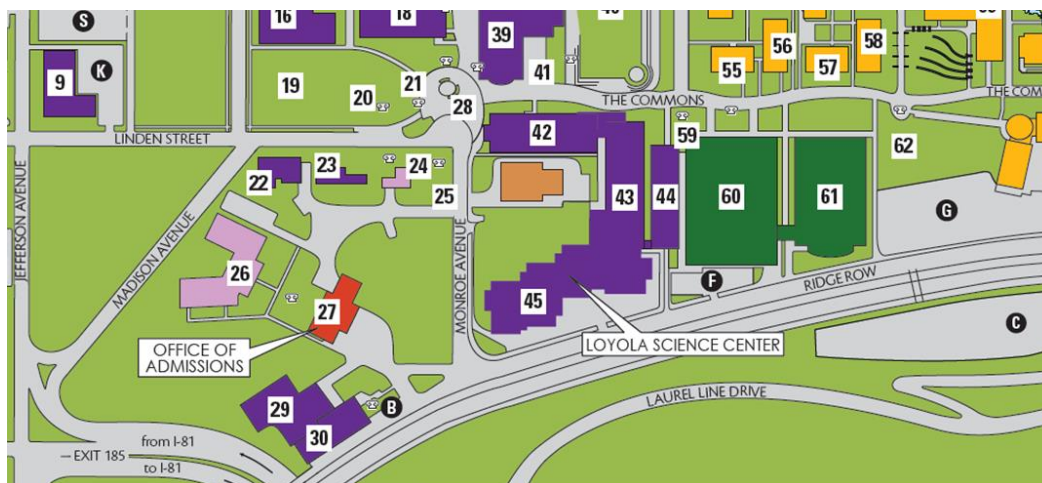 S
16
18
39
40
9
K
19
20
21
28
41
55
56
57
58
THE COMMONS
THE COM
LINDEN STREET
42
59
62
22
23
24
25
43
44
60
61
G
JEFFERSON AVENUE
MADISON AVENUE
MONROE AVENUE
26
27
45
F
RIDGE ROW
C
OFFICE OF
ADMISSIONS
LOYOLA SCIENCE CENTER
29
30
B
LAUREL LINE DRIVE
from I-81
— EXIT 185
to I-81